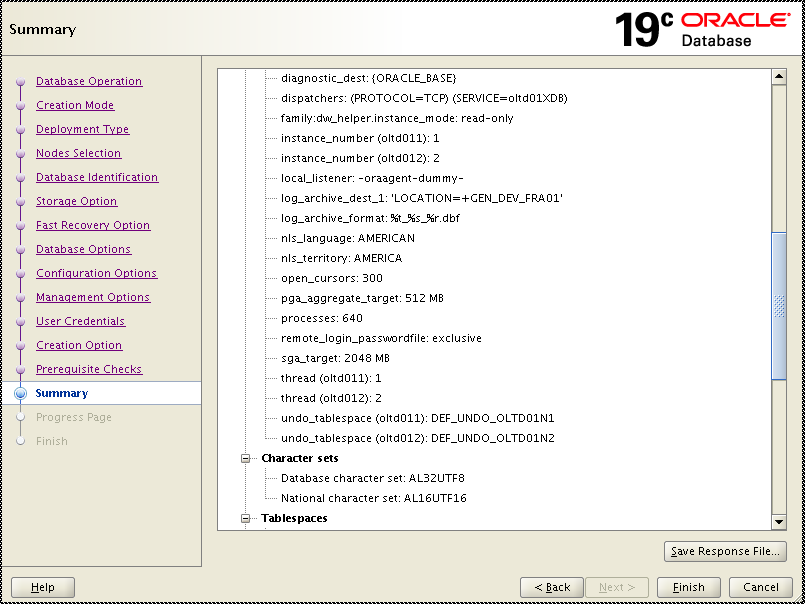 Summary
19c ORACLE
Database
Database Operation
Creation Mode
Deployment Type
Nodes Selection
Database Identification
Storage Option
Fast Recovery Option
Database Options
Configuration Options
Management Options
User Credentials
Creation Option
Prerequisite Checks
Summary
Progress Page
Finish
diagnostic_dest: {ORACLE_BASE}
dispatchers: (PROTOCOL=TCP) (SERVICE=oltd01XDB)
family:dw_helper.instance_mode: read-only
instance_number (oltd011): 1
instance_number (oltd012): 2
local_listener: -oraagent-dummy-
log_archive_dest_1: 'LOCATION=+GEN_DEV_FRA01'
log_archive_format: %t_%s_%r.dbf
nls_language: AMERICAN
nls_territory: AMERICA
open_cursors: 300
pga_aggregate_target: 512 MB
processes: 640
remote_login_passwordfile: exclusive
sga_target: 2048 MB
thread (oltd011): 1
thread (oltd012): 2
undo_tablespace (oltd011): DEF_UNDO_OLTD01N1
undo_tablespace (oltd012): DEF_UNDO_OLTD01N2
Character sets
Database character set: AL32UTF8
National character set: AL16UTF16
Tablespaces
Save Response File...
Help
< Back
Next >
Finish
Cancel